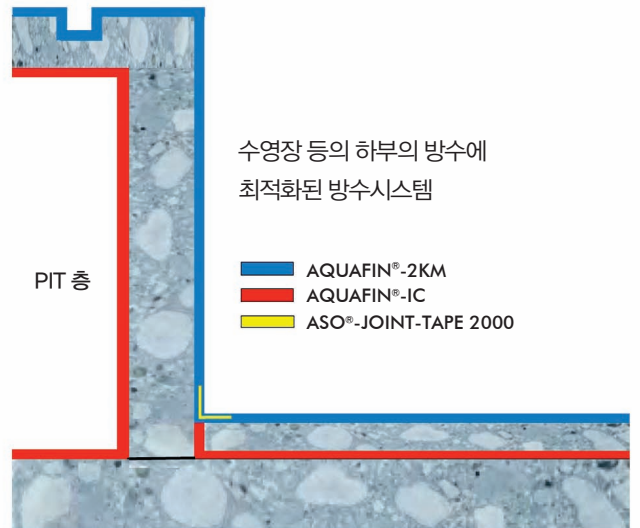 수영장 등의 하부의 방수에
최적화된 방수시스템
PIT 층
AQUAFIN®-2KM
AQUAFIN®-IC
ASO®-JOINT-TAPE 2000